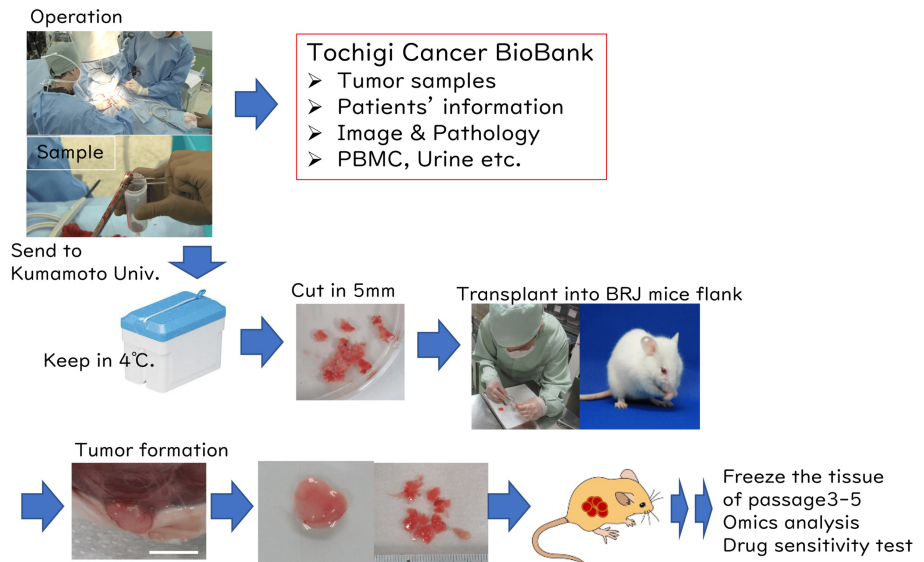 Operation
Tochigi Cancer BioBank
➢ Tumor samples
➢ Patients’ information
➢ Image & Pathology
➢ PBMC, Urine etc.
Sample
Send to
Kumamoto Univ.
Keep in 4℃.
Cut in 5mm
Transplant into BRJ mice flank
Tumor formation
Freeze the tissue
of passage3-5
Omics analysis
Drug sensitivity test